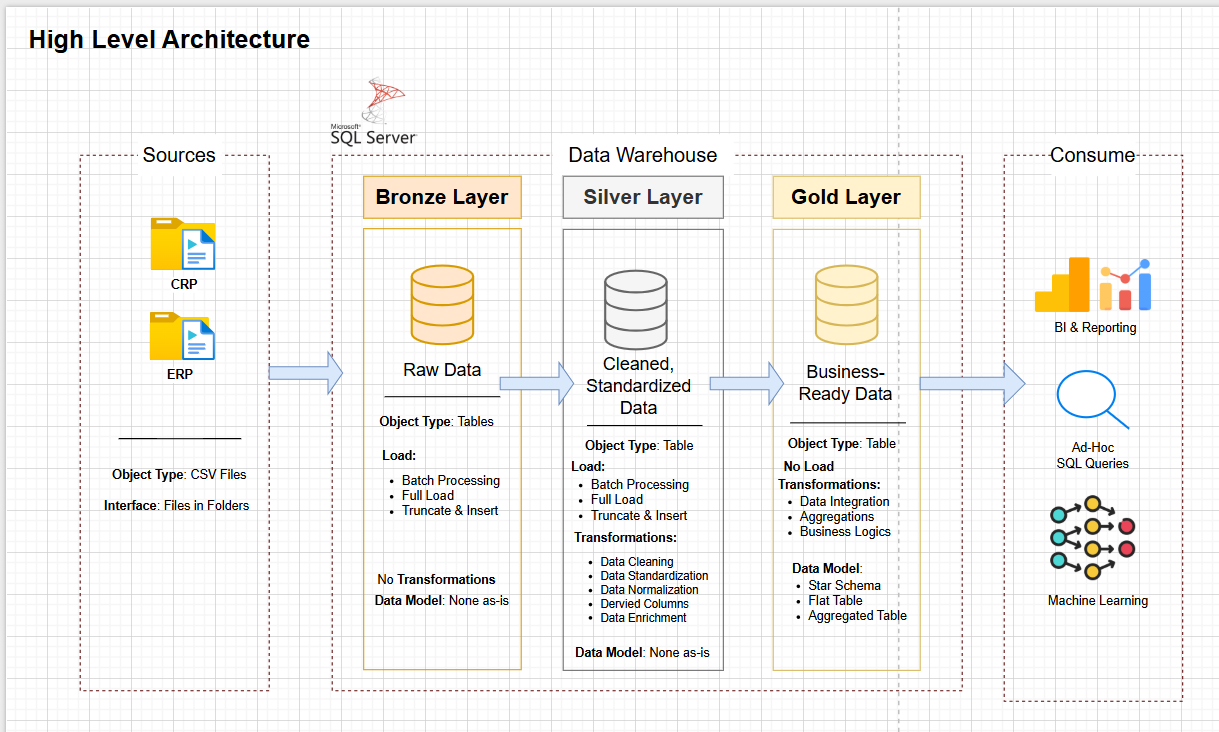 High Level Architecture
Microsoft®
SQL Server
Sources
CRP
ERP
Object Type: CSV Files
Interface: Files in Folders
Data Warehouse
Bronze Layer
Raw Data
Object Type: Tables
Load:
• Batch Processing
• Full Load
• Truncate & Insert
No Transformations
Data Model: None as-is
Silver Layer
Cleaned,
Standardized
Data
Object Type: Table
Load:
• Batch Processing
• Full Load
• Truncate & Insert
Transformations:
• Data Cleaning
• Data Standardization
• Data Normalization
• Dervied Columns
• Data Enrichment
Data Model: None as-is
Gold Layer
Business-
Ready Data
Object Type: Table
No Load
Transformations:
• Data Integration
• Aggregations
• Business Logics
Data Model:
• Star Schema
• Flat Table
• Aggregated Table
Consume
BI & Reporting
Ad-Hoc
SQL Queries
Machine Learning